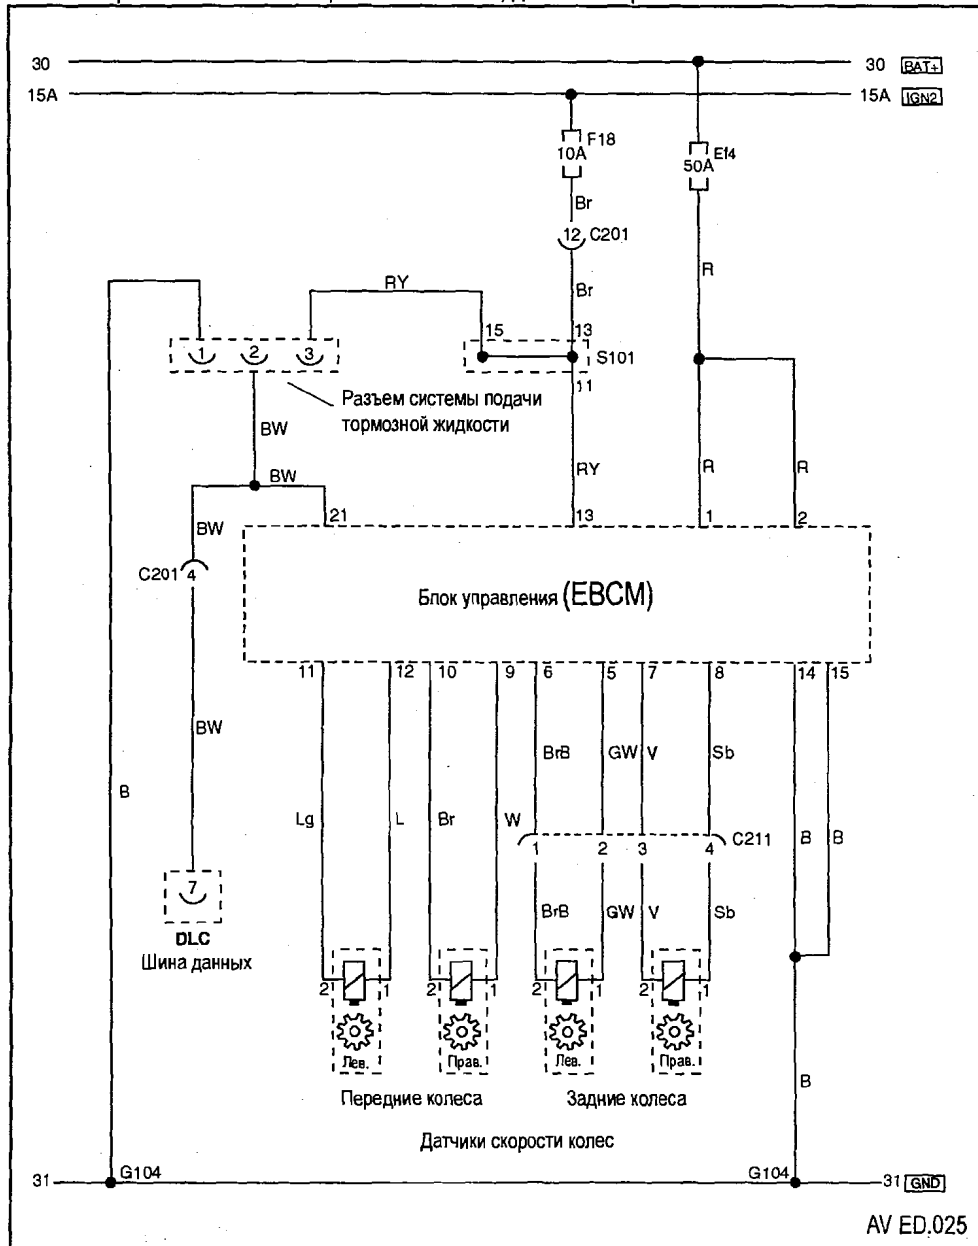 30
30 BAT+
15A
15A IGN2
F18
10A
Ef4
50A
Br
12 C201
R
RY
Br
15
13
1
2
3
S101
11
Разъем системы подачи
тормозной жидкости
BW
BW
RY
R
R
BW
21
13
1
2
C201 4
Блок управления (EBCM)
11
12
10
9
6
5
7
8
14
15
BW
BrB
GW
V
Sb
B
Lg
L
Br
W
C211
B
B
1
2
3
4
7
BrB
GW
V
Sb
DLC
Шина данных
2
1
2
1
2
1
2
1
Лев.
Прав.
Лев.
Прав.
B
Передние колеса
Задние колеса
Датчики скорости колес
31
G104
G104
31 GND
AV ED.025